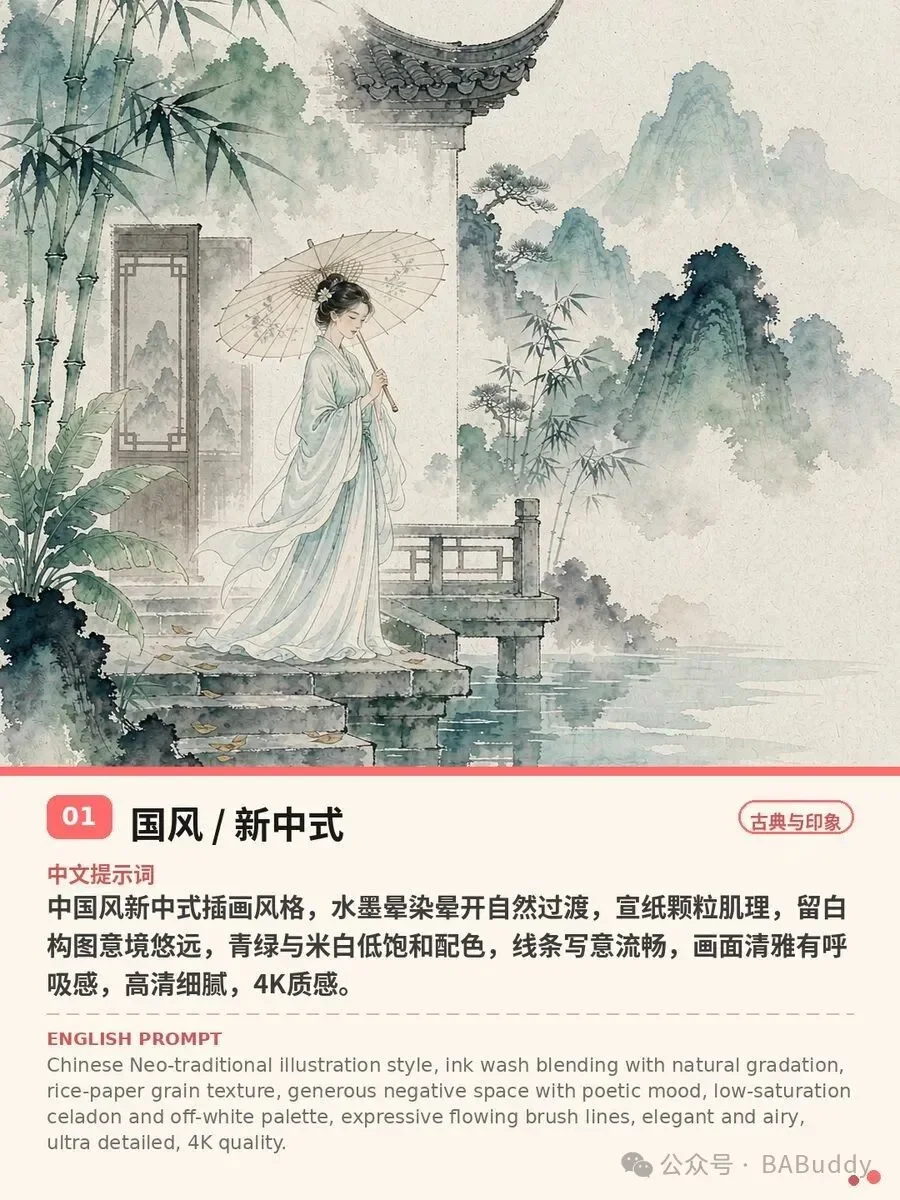 01
国风 / 新中式
古典与印象
中文提示词
中国风新中式插画风格，水墨晕染晕开自然过渡，宣纸颗粒肌理，留白
构图意境悠远，青绿与米白低饱和配色，线条写意流畅，画面清雅有呼
吸感，高清细腻，4K质感。
ENGLISH PROMPT
Chinese Neo-traditional illustration style, ink wash blending with natural gradation,
rice-paper grain texture, generous negative space with poetic mood, low-saturation
celadon and off-white palette, expressive flowing brush lines, elegant and airy,
ultra detailed, 4K quality.
公众号 · BABuddy